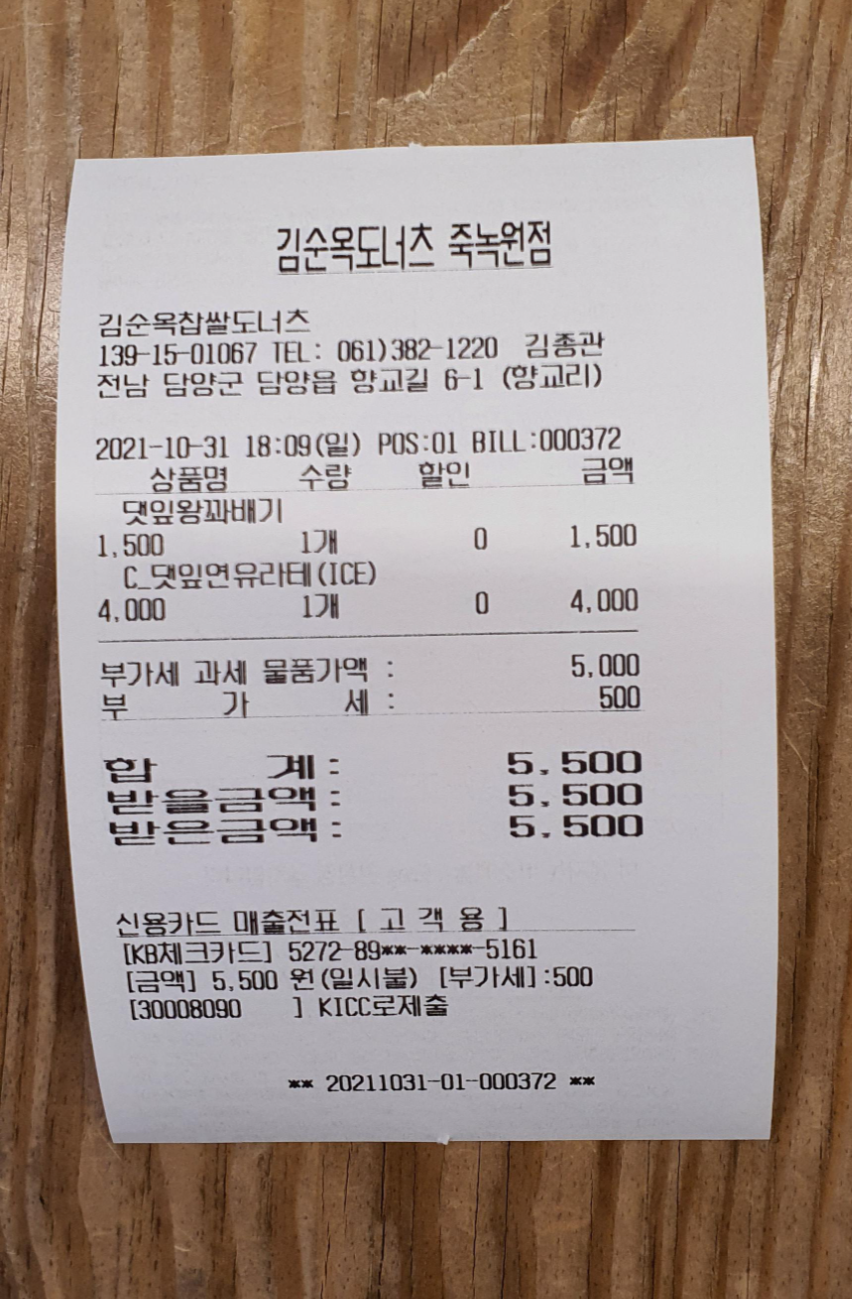 김순옥도너츠 죽녹원점
김순옥찹쌀도너츠
139-15-01067 TEL: 061)382-1220 김종관
전남 담양군 담양읍 향교길 6-1 (향교리)
2021-10-31 18:09(일) POS:01 BILL:000372
상품명 수량 할인 금액
댓잎왕꽈배기
1,500 1개 0 1,500
C_댓잎연유라테(ICE)
4,000 1개 0 4,000
부가세 과세 물품가액 : 5,000
부 가 세 : 500
합 계 : 5,500
받을금액 : 5,500
받은금액 : 5,500
신용카드 매출전표 [ 고 객 용 ]
[KB체크카드] 5272-89**-****-5161
[금액] 5,500 원(일시불) [부가세]:500
[30008090 ] KICC로제출
** 20211031-01-000372 **